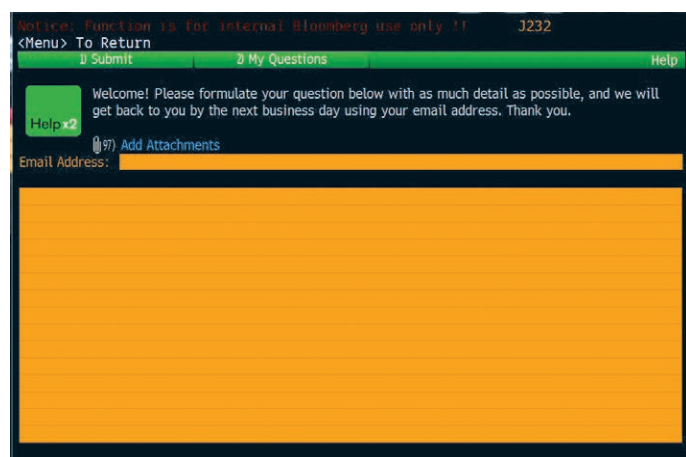 Notice: Function is for internal Bloomberg use only !! J232
<Menu> To Return
1) Submit 2) My Questions Help
Welcome! Please formulate your question below with as much detail as possible, and we will
get back to you by the next business day using your email address. Thank you.
Help x2
97) Add Attachments
Email Address: